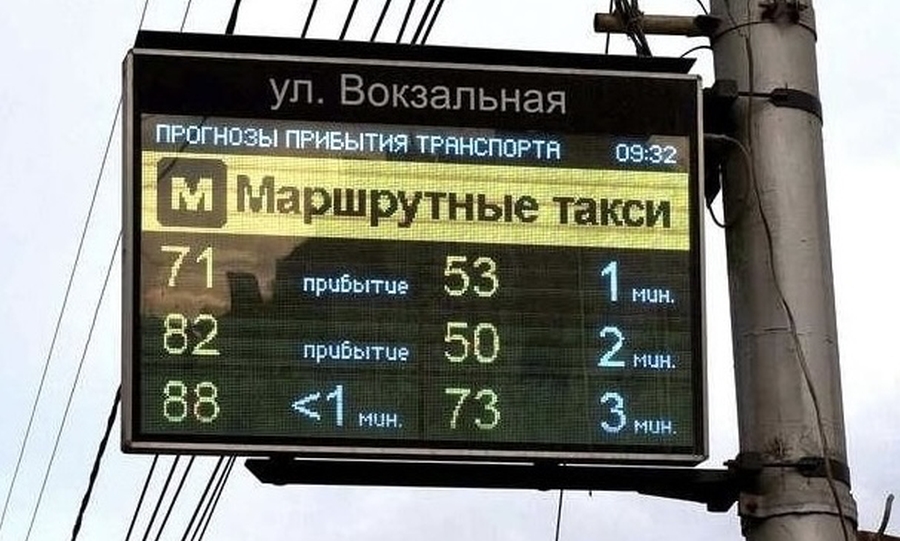 ул. Вокзальная
ПРОГНОЗЫ ПРИБЫТИЯ ТРАНСПОРТА 09:32
М Маршрутные такси
71 прибытие 53 1 мин.
82 прибытие 50 2 мин.
88 <1 мин. 73 3 мин.